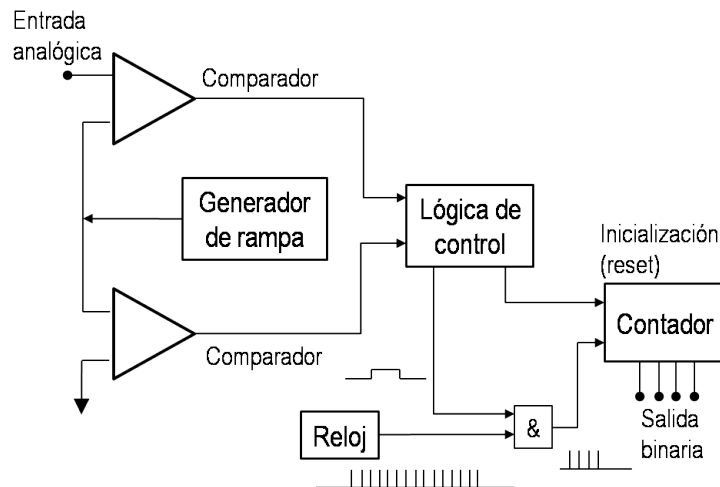 Entrada
analógica
Comparador
Generador
de rampa
Lógica de
control
Inicialización
(reset)
Contador
Comparador
Reloj
&
Salida
binaria